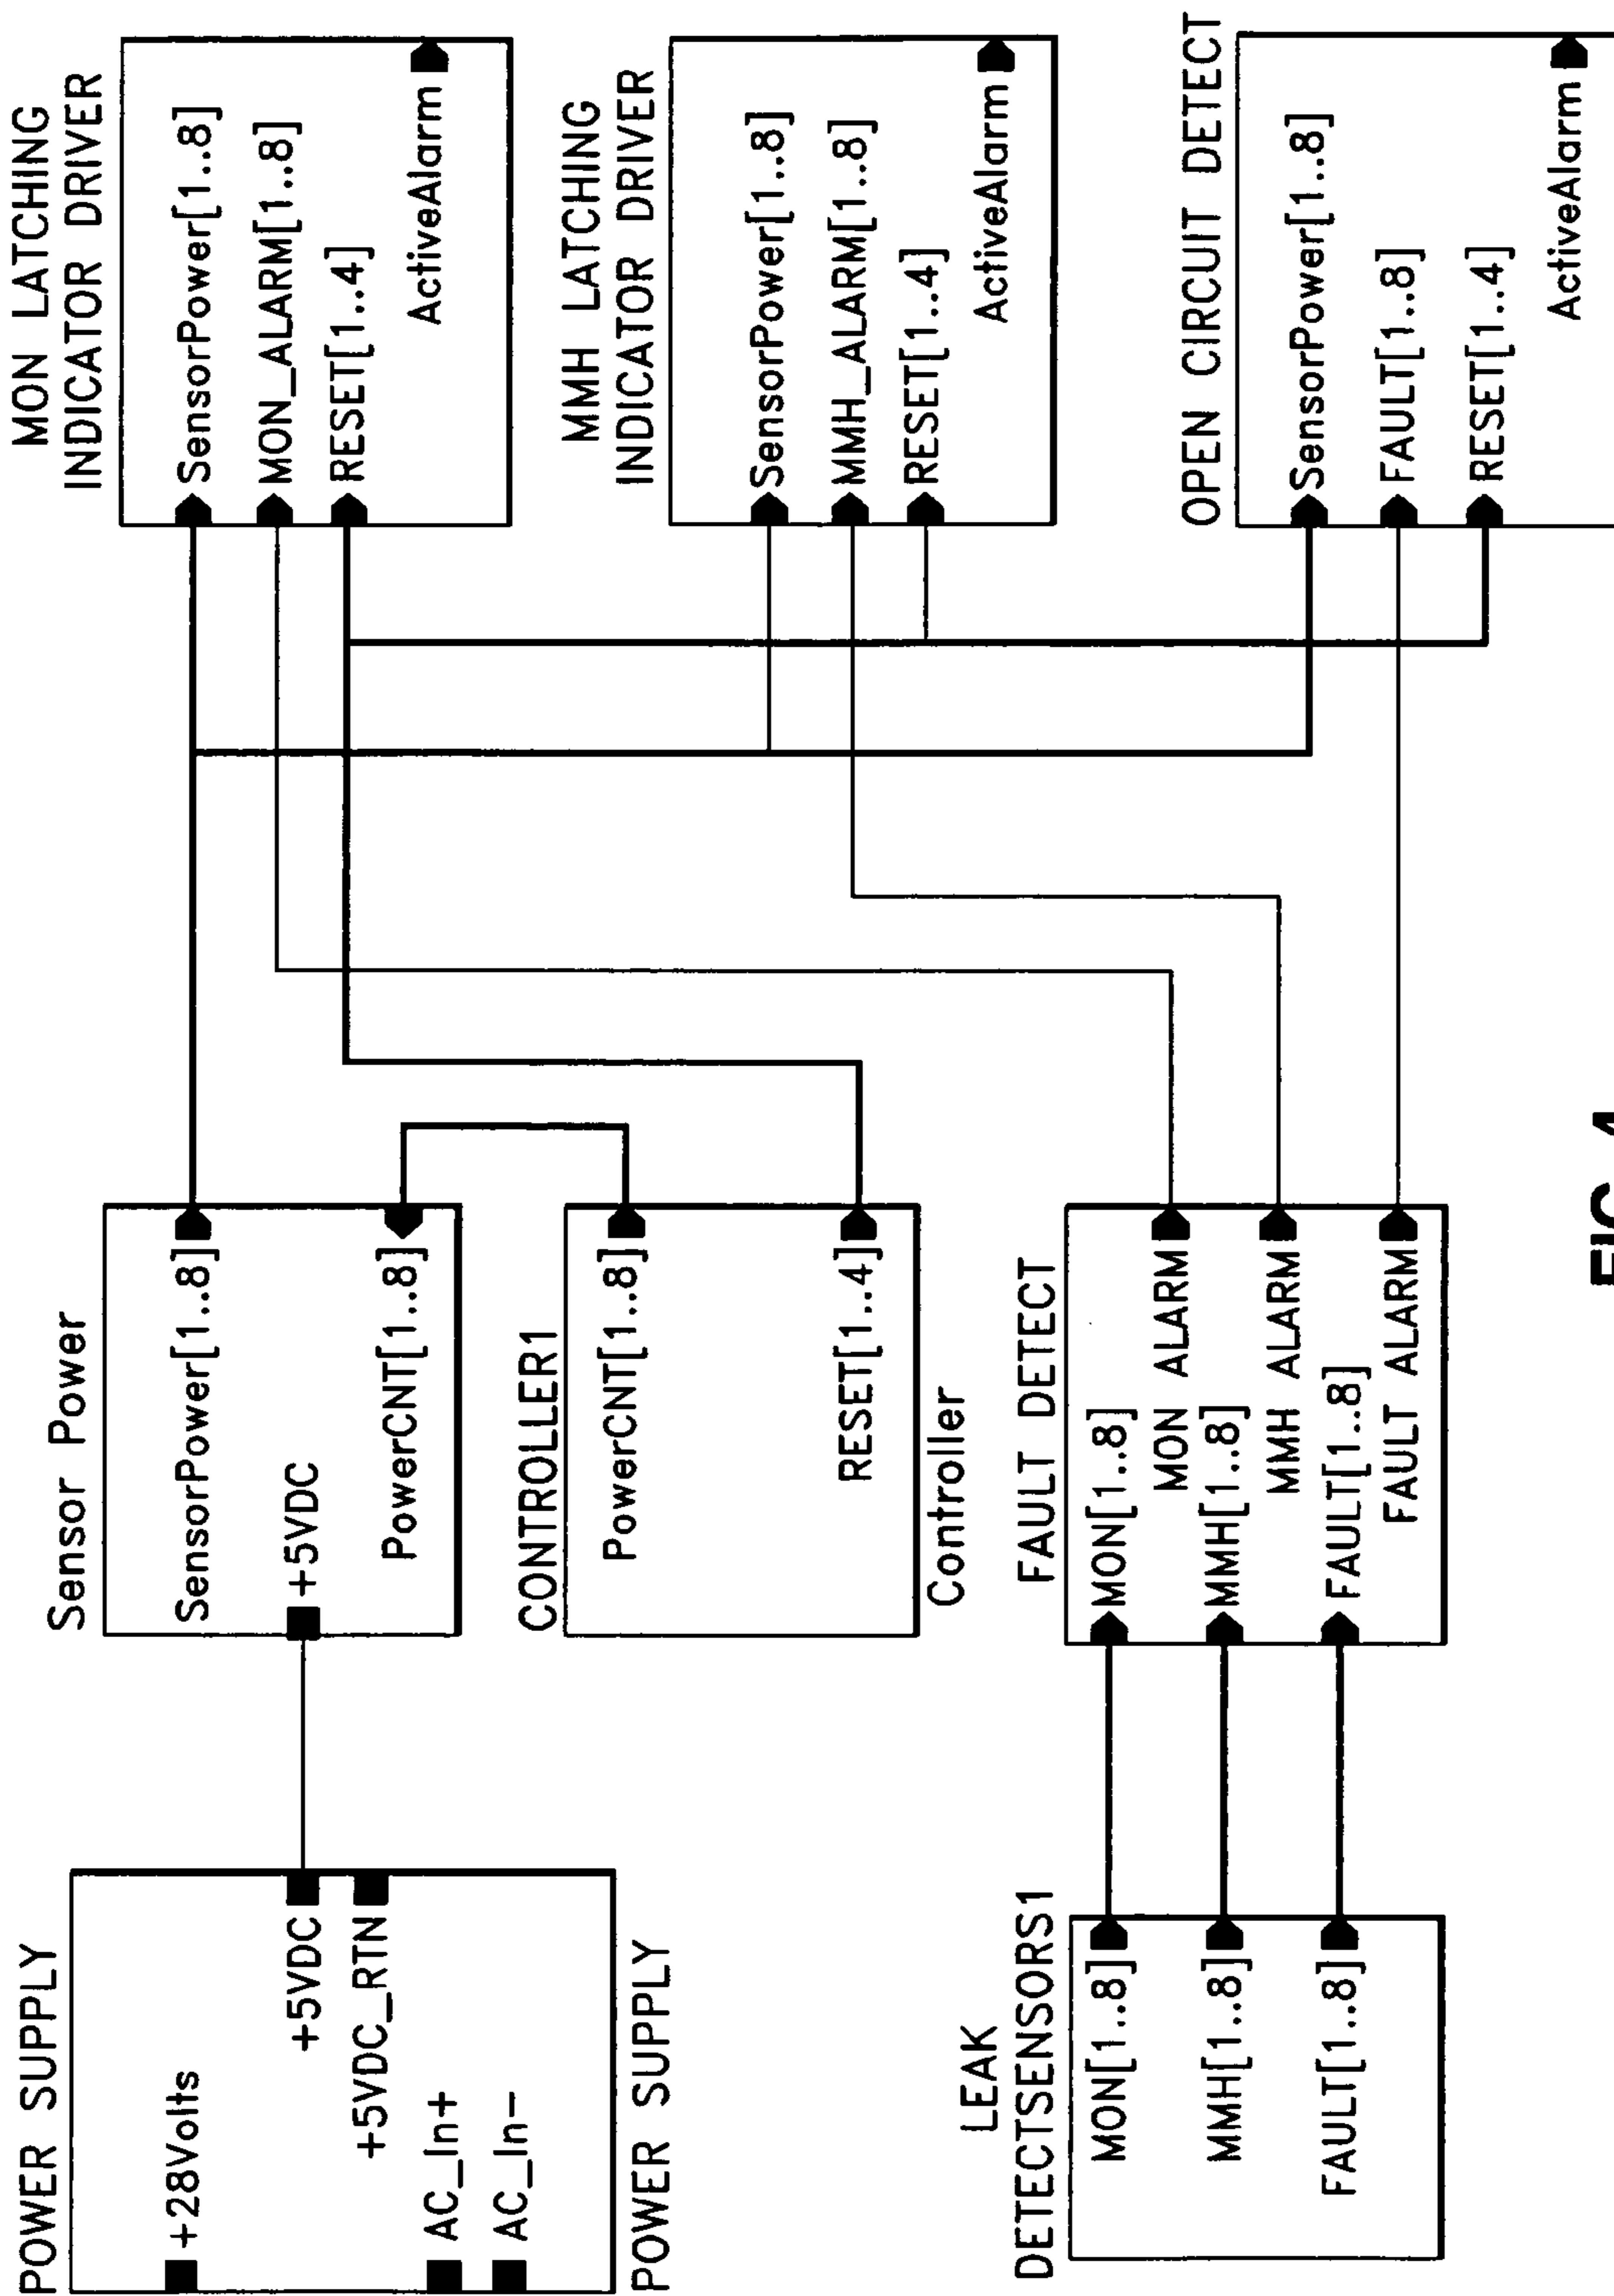 POWER SUPPLY
+28Volts
+5VDC
+5VDC_RTN
AC_In+
AC_In-
POWER SUPPLY
LEAK
DETECTSENSORS1
MON[1..8]
MMH[1..8]
FAULT[1..8]
Sensor Power
SensorPower[1..8]
+5VDC
PowerCNT[1..8]
CONTROLLER1
PowerCNT[1..8]
RESET[1..4]
Controller
FAULT DETECT
MON[1..8]
MON ALARM
MMH[1..8]
MMH ALARM
FAULT[1..8]
FAULT ALARM
MON LATCHING
INDICATOR DRIVER
SensorPower[1..8]
MON_ALARM[1..8]
RESET[1..4]
ActiveAlarm
MMH LATCHING
INDICATOR DRIVER
SensorPower[1..8]
MMH_ALARM[1..8]
RESET[1..4]
ActiveAlarm
OPEN CIRCUIT DETECT
SensorPower[1..8]
FAULT[1..8]
RESET[1..4]
ActiveAlarm